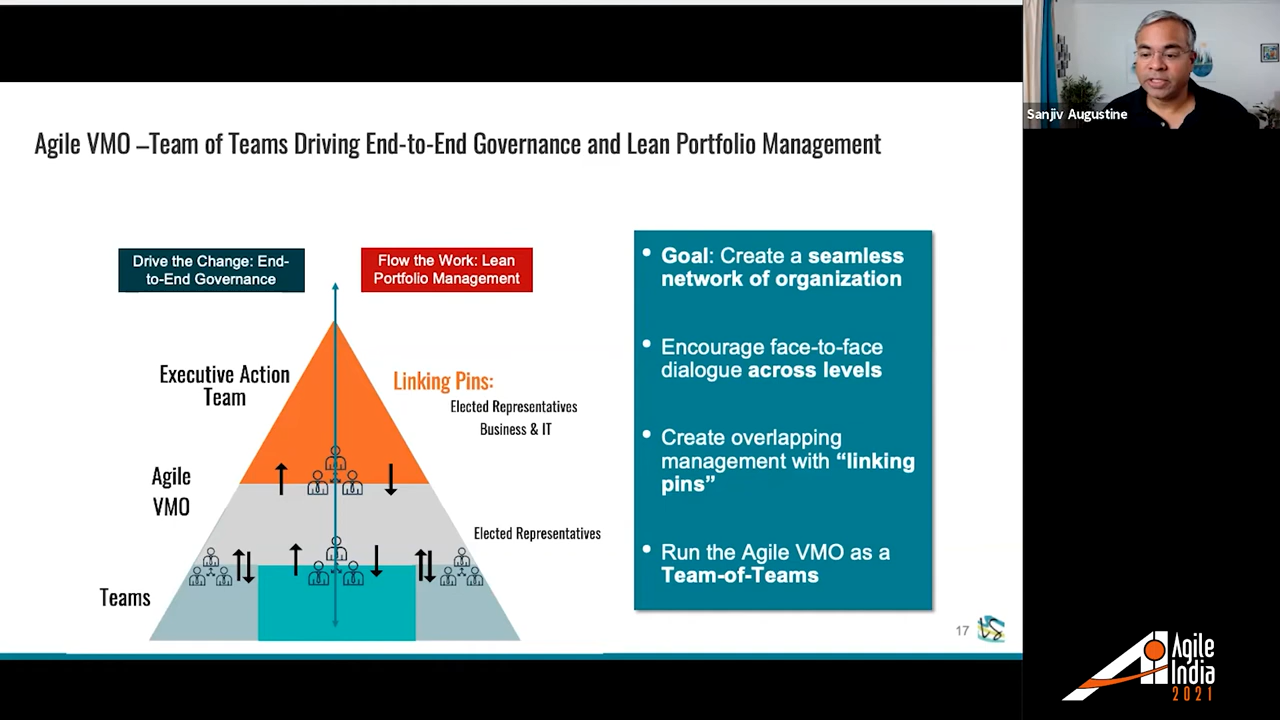 Sanjiv Augustine
Agile VMO –Team of Teams Driving End-to-End Governance and Lean Portfolio Management
Drive the Change: End-
to-End Governance
Flow the Work: Lean
Portfolio Management
Executive Action
Team
Linking Pins:
Elected Representatives
Business & IT
Agile
VMO
Elected Representatives
Teams
• Goal: Create a seamless
network of organization
• Encourage face-to-face
dialogue across levels
• Create overlapping
management with “linking
pins”
• Run the Agile VMO as a
Team-of-Teams
17
Agile
India
2021